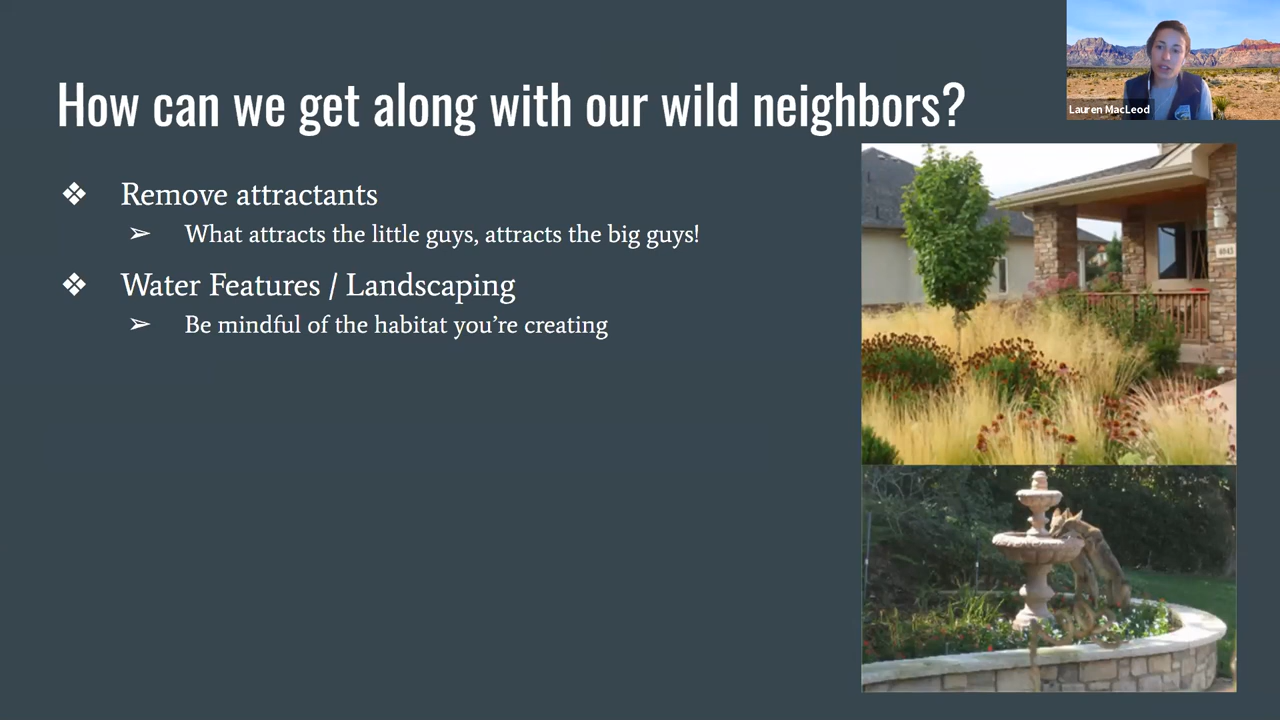 How can we get along with our wild neighbors?
Lauren MacLeod
❖ Remove attractants
➢ What attracts the little guys, attracts the big guys!
❖ Water Features / Landscaping
➢ Be mindful of the habitat you’re creating